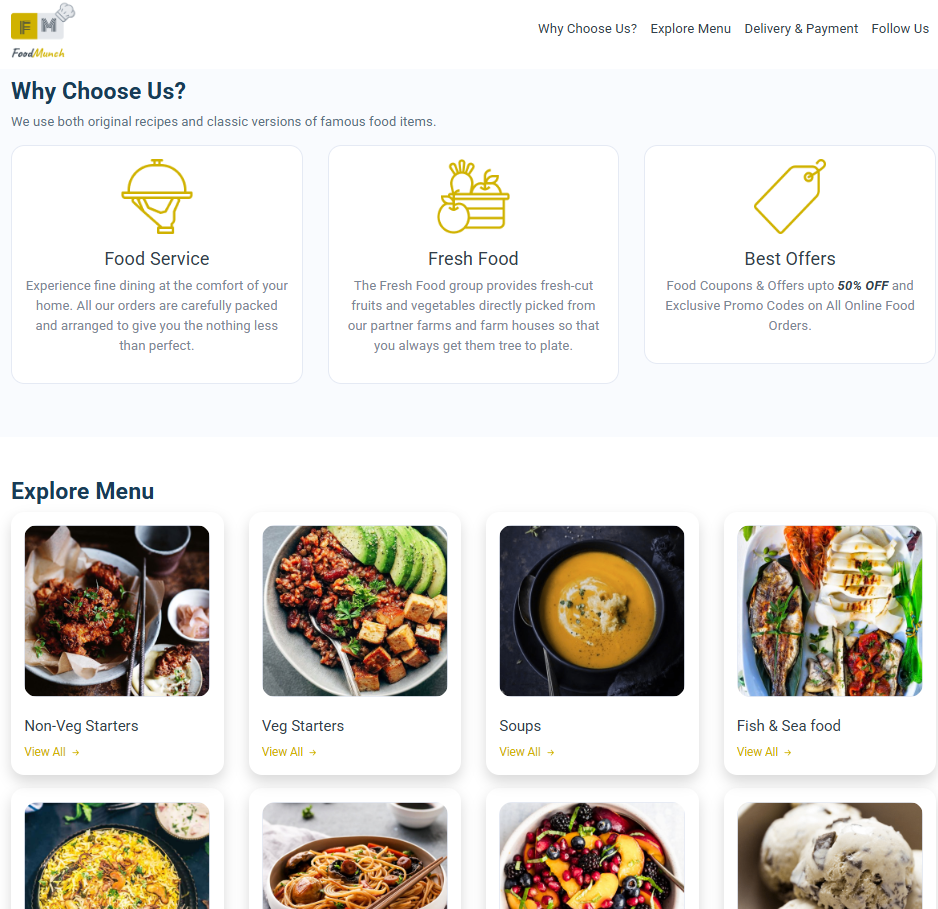 F M
FoodMunch
Why Choose Us? Explore Menu Delivery & Payment Follow Us
Why Choose Us?
We use both original recipes and classic versions of famous food items.
Food Service
Experience fine dining at the comfort of your
home. All our orders are carefully packed
and arranged to give you the nothing less
than perfect.
Fresh Food
The Fresh Food group provides fresh-cut
fruits and vegetables directly picked from
our partner farms and farm houses so that
you always get them tree to plate.
Best Offers
Food Coupons & Offers upto 50% OFF and
Exclusive Promo Codes on All Online Food
Orders.
Explore Menu
Non-Veg Starters
View All →
Veg Starters
View All →
Soups
View All →
Fish & Sea food
View All →